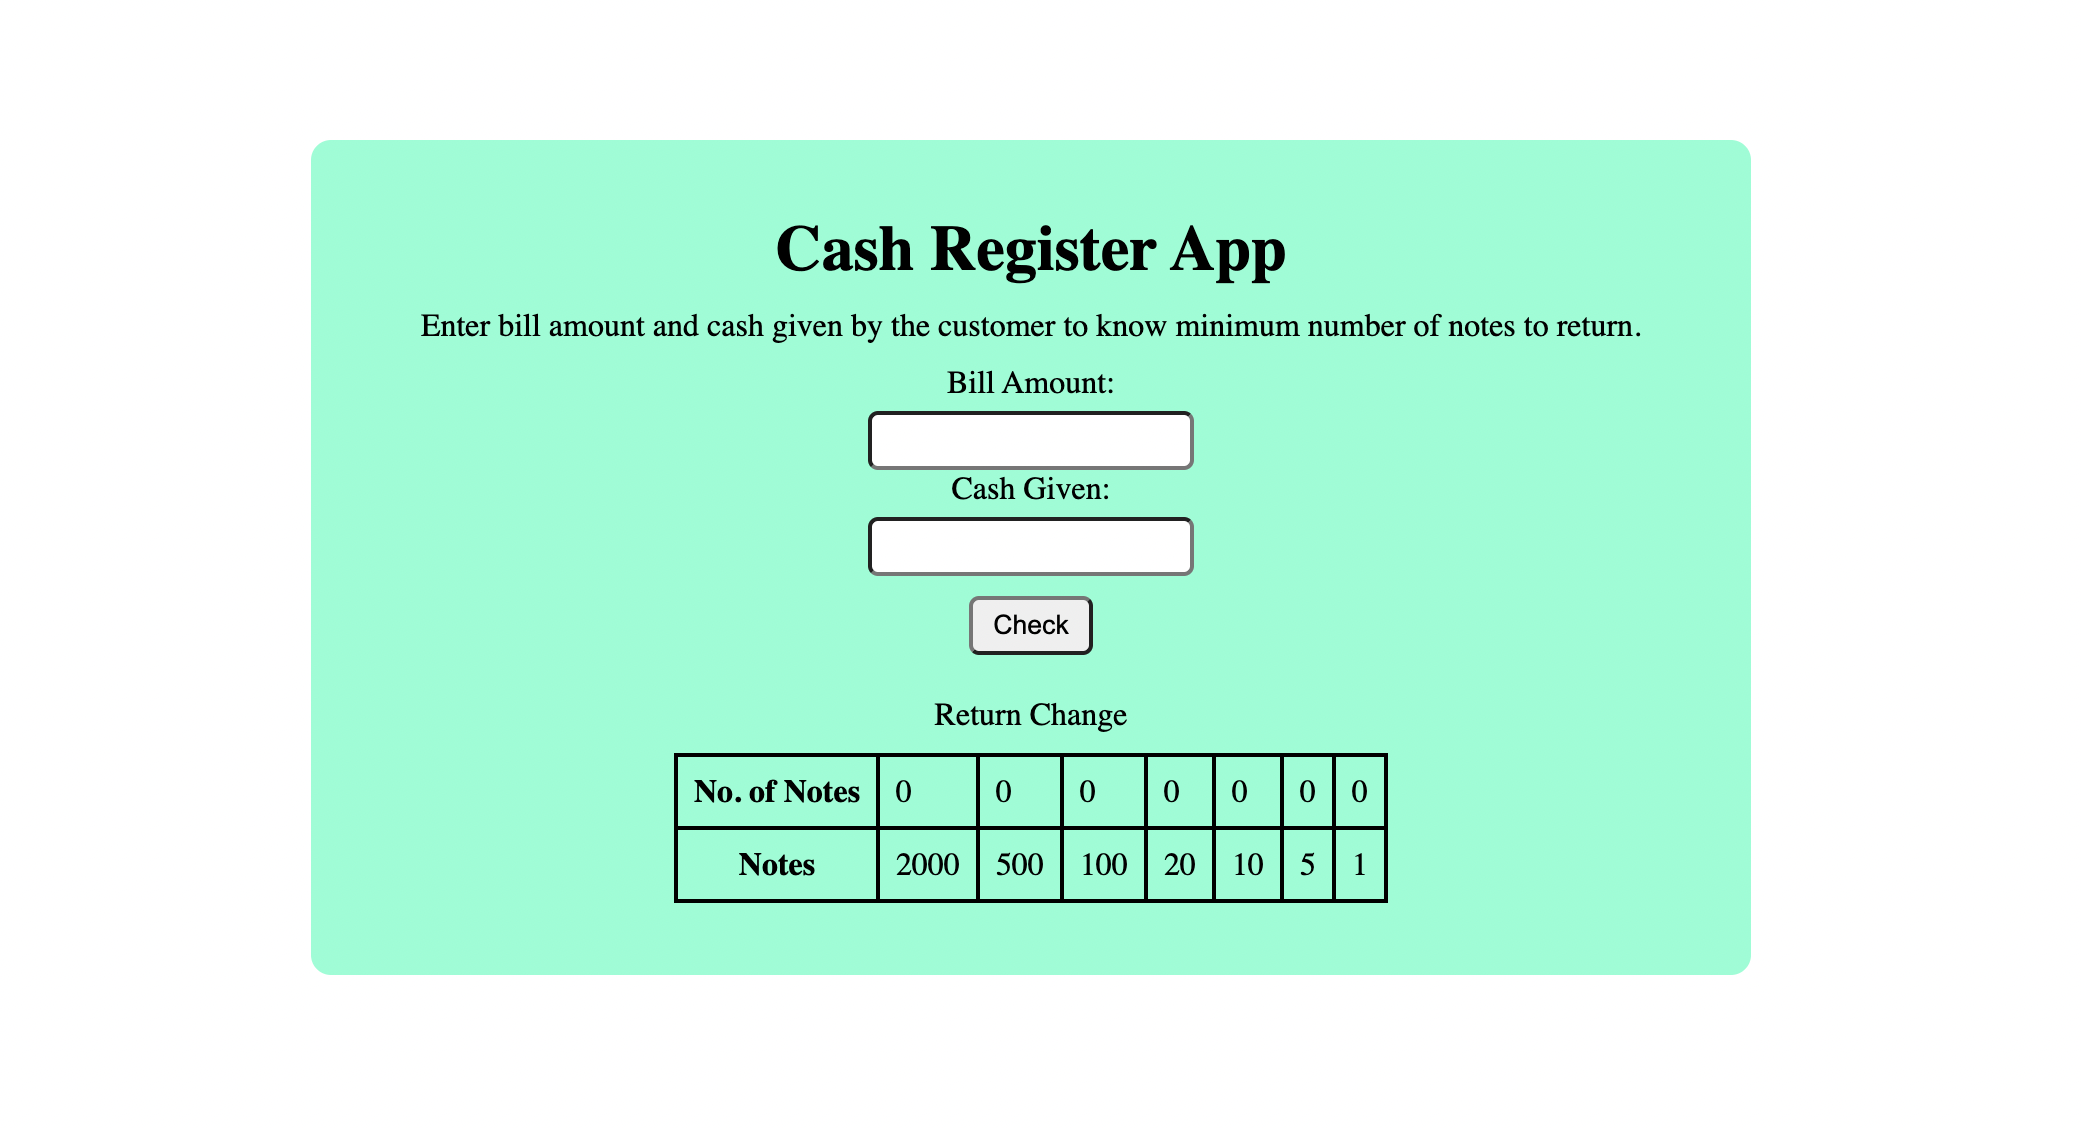 Cash Register App
Enter bill amount and cash given by the customer to know minimum number of notes to return.
Bill Amount:
Cash Given:
Check
Return Change
No. of Notes 0 0 0 0 0 0 0
Notes 2000 500 100 20 10 5 1